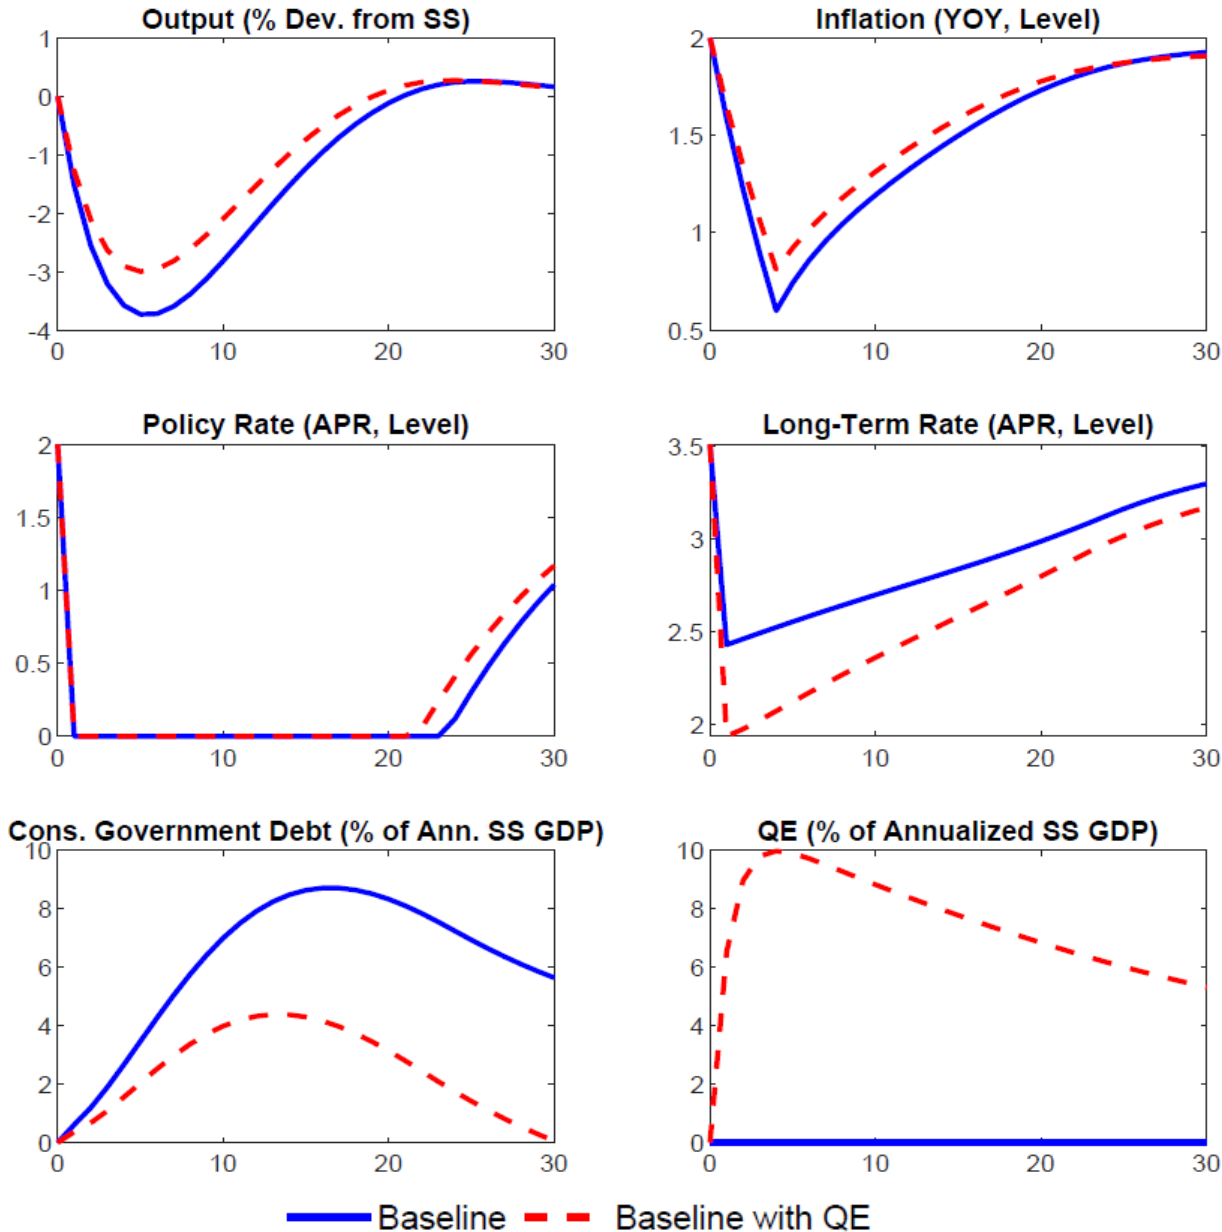 Output (% Dev. from SS)
1
0
-1
-2
-3
-4
0 10 20 30
Inflation (YOY, Level)
2
1.5
1
0.5
0 10 20 30
Policy Rate (APR, Level)
2
1.5
1
0.5
0
0 10 20 30
Long-Term Rate (APR, Level)
3.5
3
2.5
2
0 10 20 30
Cons. Government Debt (% of Ann. SS GDP)
10
8
6
4
2
0
0 10 20 30
QE (% of Annualized SS GDP)
10
8
6
4
2
0
0 10 20 30
Baseline Baseline with QE